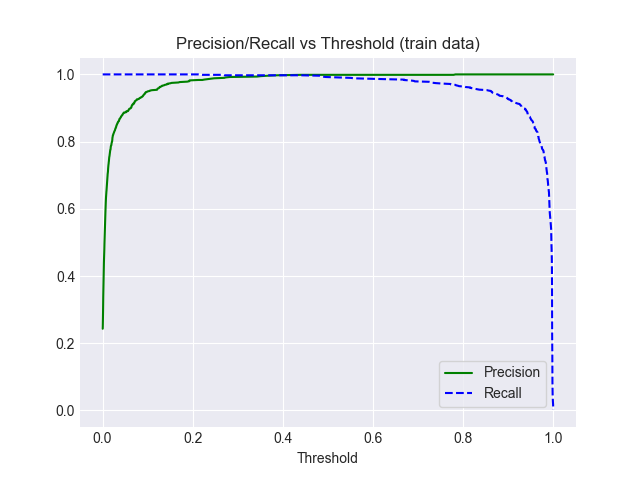 Precision/Recall vs Threshold (train data)
1.0
0.8
0.6
0.4
0.2
0.0
Precision
Recall
0.0 0.2 0.4 0.6 0.8 1.0
Threshold